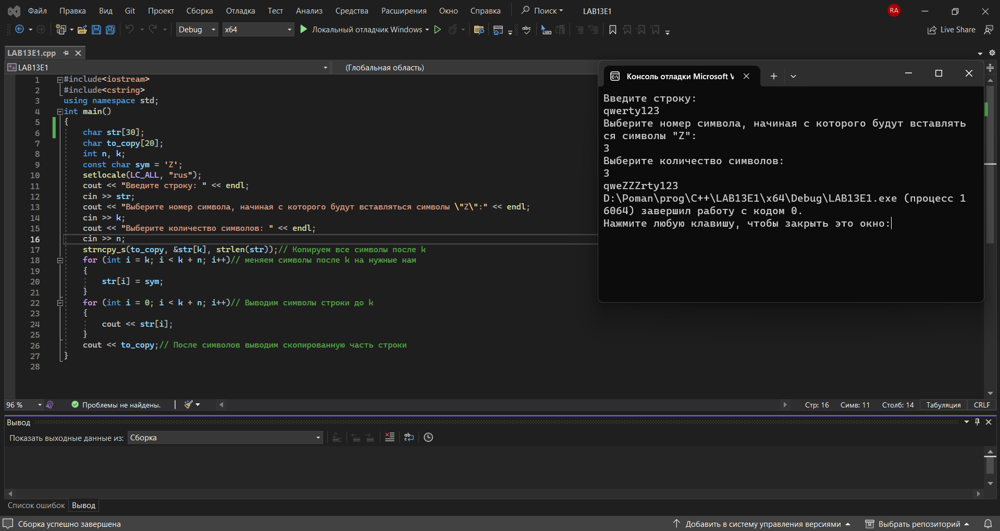 Файл Правка Вид Git Проект Сборка Отладка Тест Анализ Средства Расширения Окно Справка Поиск LAB13E1 RA
Debug x64 Локальный отладчик Windows Live Share
LAB13E1.cpp
LAB13E1 (Глобальная область)
1 #include<iostream>
2 #include<cstring>
3 using namespace std;
4 int main()
5 {
6 char str[30];
7 char to_copy[20];
8 int n, k;
9 const char sym = 'Z';
10 setlocale(LC_ALL, "rus");
11 cout << "Введите строку: " << endl;
12 cin >> str;
13 cout << "Выберите номер символа, начиная с которого будут вставляться символы \"Z\":" << endl;
14 cin >> k;
15 cout << "Выберите количество символов: " << endl;
16 cin >> n;
17 strncpy_s(to_copy, &str[k], strlen(str));// Копируем все символы после k
18 for (int i = k; i < k + n; i++)// меняем символы после k на нужные нам
19 {
20 str[i] = sym;
21 }
22 for (int i = 0; i < k + n; i++)// Выводим символы строки до k
23 {
24 cout << str[i];
25 }
26 cout << to_copy;// После символов выводим скопированную часть строки
27 }
28
Консоль отладки Microsoft V
Введите строку:
qwerty123
Выберите номер символа, начиная с которого будут вставлять
ся символы "Z":
3
Выберите количество символов:
3
qweZZZrty123
D:\Poman\prog\C++\LAB13E1\x64\Debug\LAB13E1.exe (процесс 1
6064) завершил работу с кодом 0.
Нажмите любую клавишу, чтобы закрыть это окно:
96 % Проблемы не найдены. Стр: 16 Симв: 11 Столб: 14 Табуляция CRLF
Вывод
Показать выходные данные из: Сборка
Список ошибок Вывод
Сборка успешно завершена Добавить в систему управления версиями Выбрать репозиторий